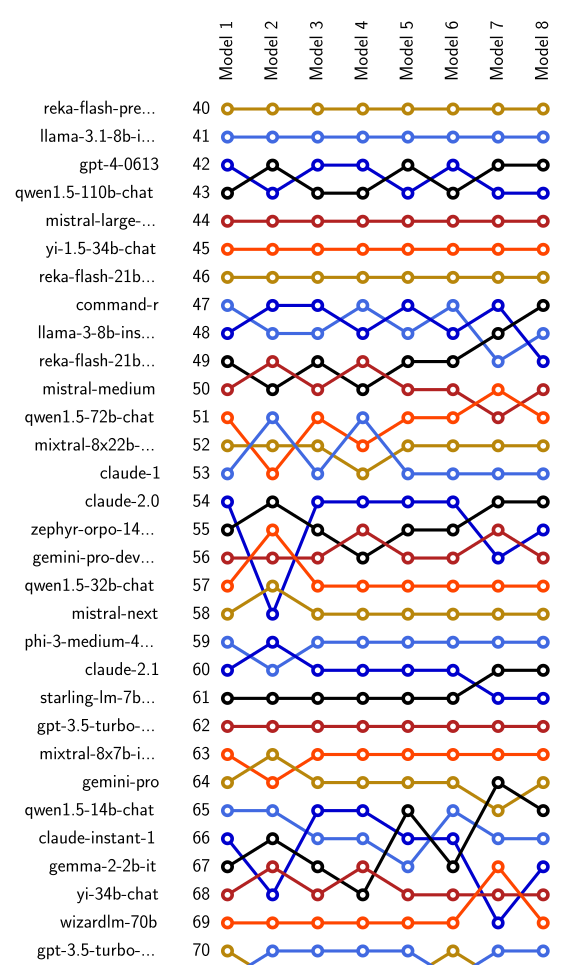 Model 1 Model 2 Model 3 Model 4 Model 5 Model 6 Model 7 Model 8
reka-flash-pre... 40
llama-3.1-8b-i... 41
gpt-4-0613 42
qwen1.5-110b-chat 43
mistral-large-... 44
yi-1.5-34b-chat 45
reka-flash-21b... 46
command-r 47
llama-3-8b-ins... 48
reka-flash-21b... 49
mistral-medium 50
qwen1.5-72b-chat 51
mixtral-8x22b-... 52
claude-1 53
claude-2.0 54
zephyr-orpo-14... 55
gemini-pro-dev... 56
qwen1.5-32b-chat 57
mistral-next 58
phi-3-medium-4... 59
claude-2.1 60
starling-lm-7b... 61
gpt-3.5-turbo-... 62
mixtral-8x7b-i... 63
gemini-pro 64
qwen1.5-14b-chat 65
claude-instant-1 66
gemma-2-2b-it 67
yi-34b-chat 68
wizardlm-70b 69
gpt-3.5-turbo-... 70